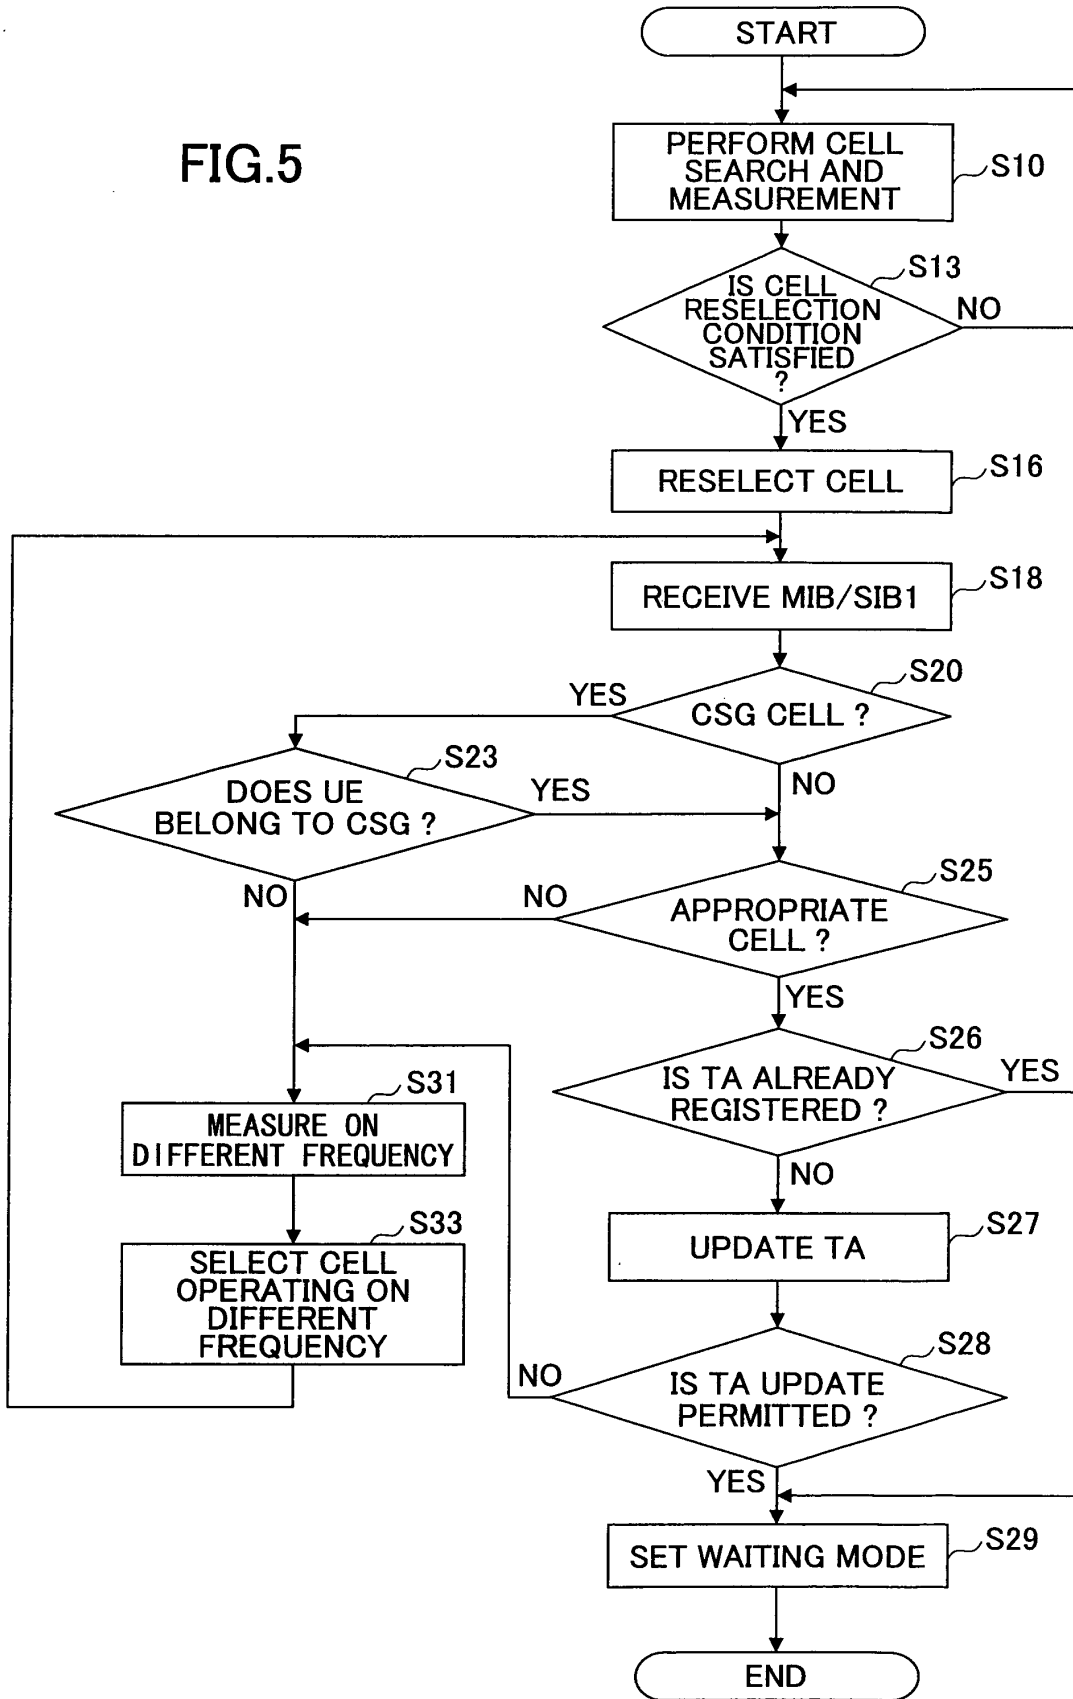 START
FIG.5
PERFORM CELL
SEARCH AND
MEASUREMENT
S10
S13
IS CELL
RESELECTION
CONDITION
SATISFIED
?
NO
YES
RESELECT CELL
S16
RECEIVE MIB/SIB1
S18
S20
YES
CSG CELL ?
NO
S23
DOES UE
BELONG TO CSG ?
YES
NO
S25
NO
APPROPRIATE
CELL ?
YES
S26
IS TA ALREADY
REGISTERED ?
YES
NO
S31
MEASURE ON
DIFFERENT FREQUENCY
S27
UPDATE TA
S33
SELECT CELL
OPERATING ON
DIFFERENT
FREQUENCY
S28
NO
IS TA UPDATE
PERMITTED ?
YES
SET WAITING MODE
S29
END